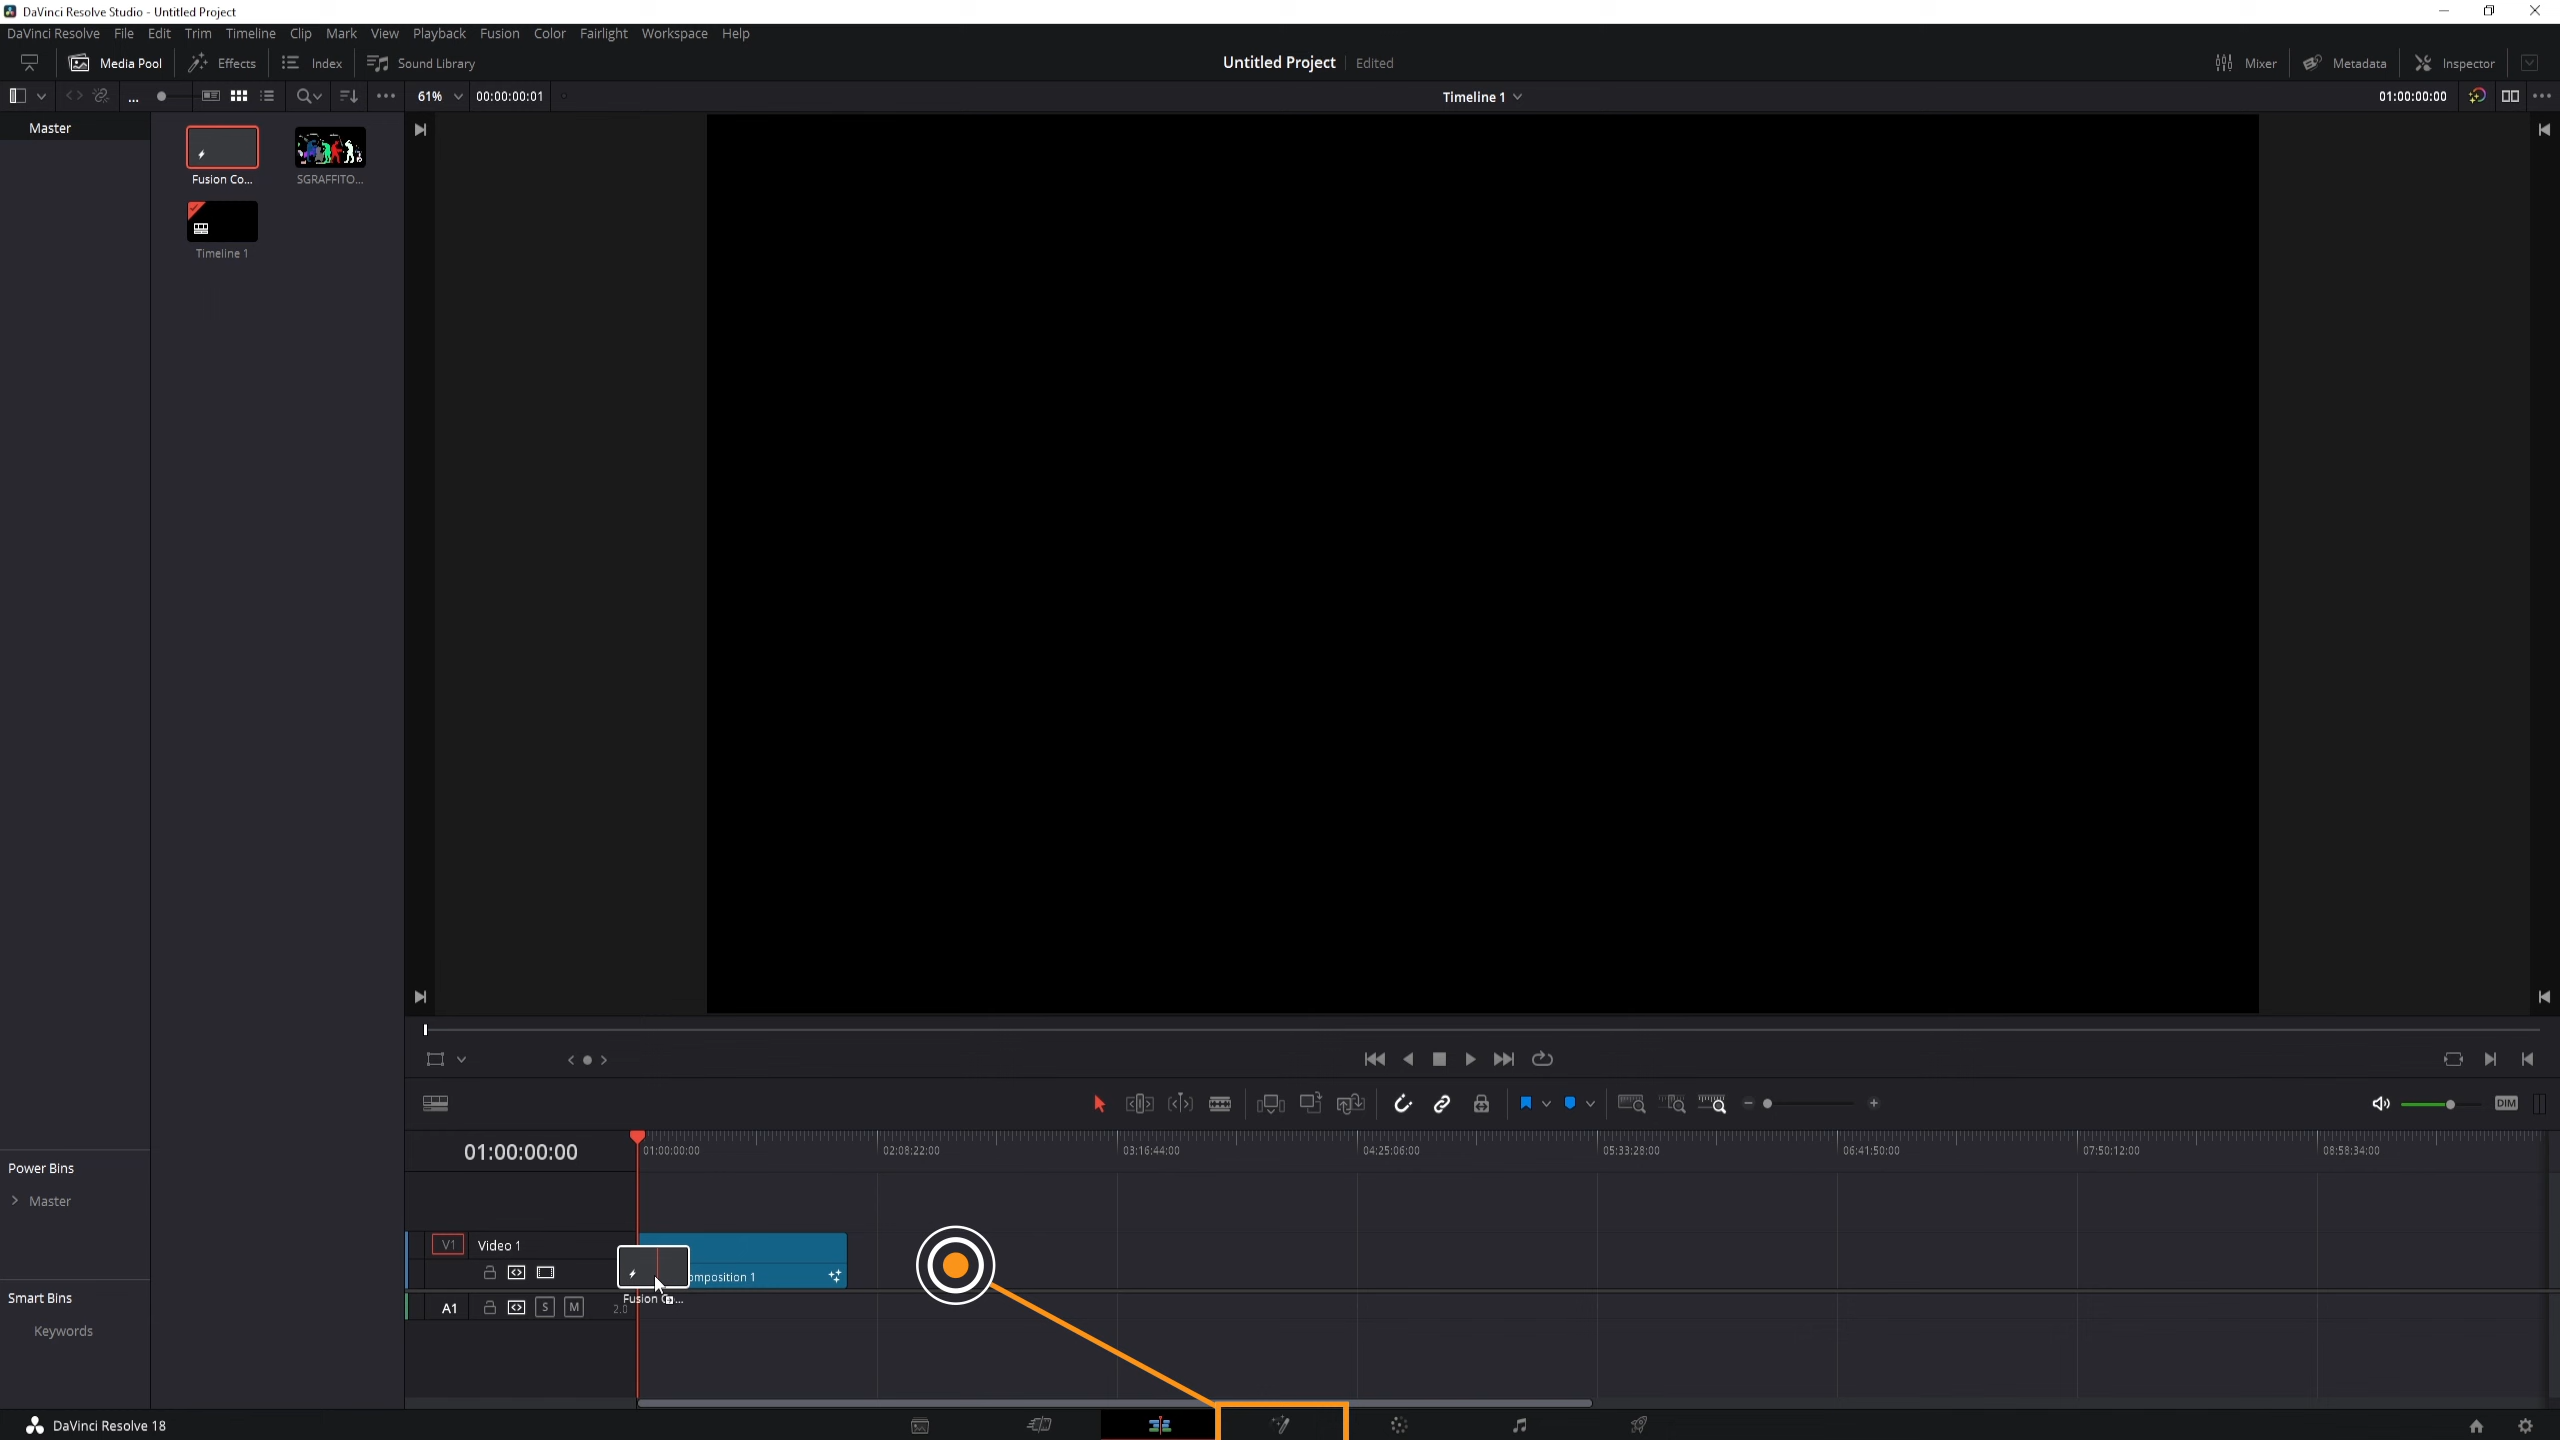 DaVinci Resolve Studio - Untitled Project
DaVinci Resolve File Edit Trim Timeline Clip Mark View Playback Fusion Color Fairlight Workspace Help
Media Pool Effects Index Sound Library Untitled Project Edited Mixer Metadata Inspector
... 61% 00:00:00:01 Timeline 1 01:00:00:00
Master
Fusion Co... SGRAFFITO...
Timeline 1
DIM
01:00:00:00 01:00:00:00 02:08:22:00 03:16:44:00 04:25:06:00 05:33:28:00 06:41:50:00 07:50:12:00 08:58:34:00
Power Bins
Master
V1 Video 1
omposition 1
Smart Bins
Fusion
A1 S M 2.0
Keywords
DaVinci Resolve 18